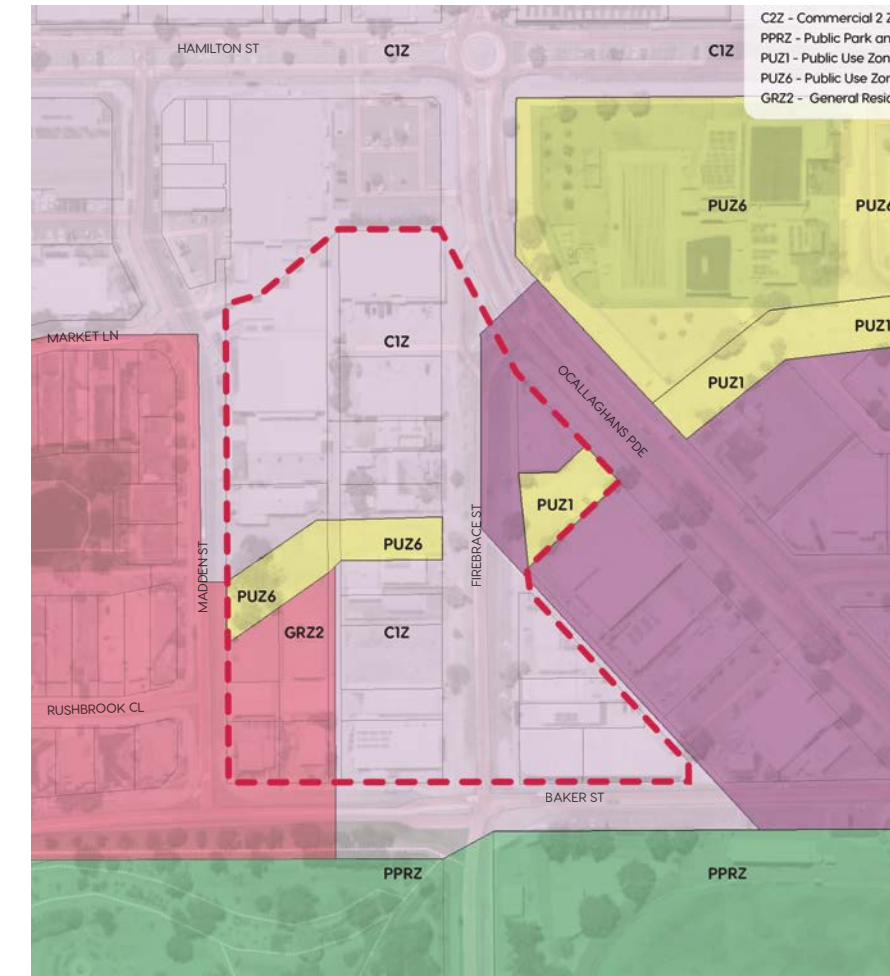 C2Z - Commercial 2 Z
PPRZ - Public Park an
PUZ1 - Public Use Zon
PUZ6 - Public Use Zon
GRZ2 - General Resid
HAMILTON ST
C1Z
C1Z
PUZ6
PUZ6
MARKET LN
C1Z
PUZ1
OCALLAGHANS PDE
PUZ1
PUZ1
FIREBRACE ST
PUZ6
MADDEN ST
PUZ6
GRZ2
C1Z
RUSHBROOK CL
BAKER ST
PPRZ
PPRZ